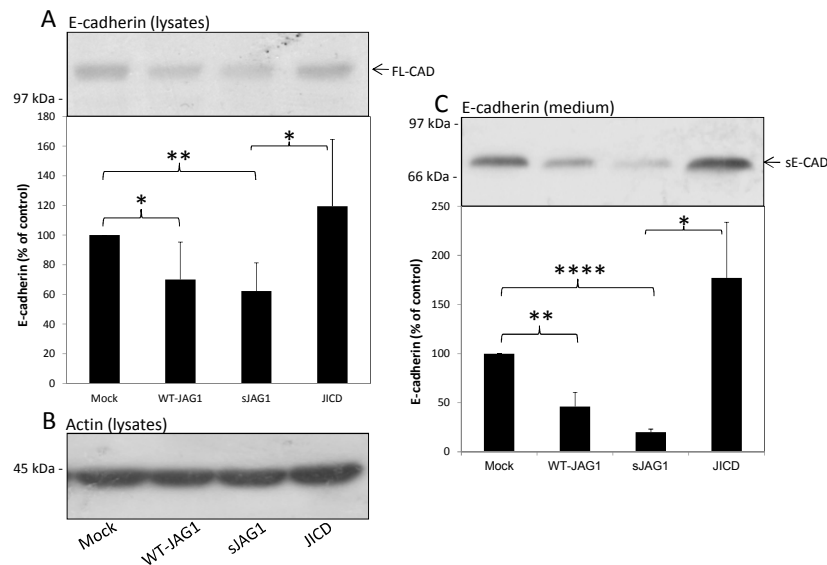 A E-cadherin (lysates)
FL-CAD
97 kDa -
E-cadherin (% of control)
180
160
140
120
100
80
60
40
20
0
**
*
*
Mock WT-JAG1 sJAG1 JICD
B Actin (lysates)
45 kDa -
Mock WT-JAG1 sJAG1 JICD
C E-cadherin (medium)
97 kDa -
sE-CAD
66 kDa -
E-cadherin (% of control)
250
200
150
100
50
0
*
****
**
Mock WT-JAG1 sJAG1 JICD